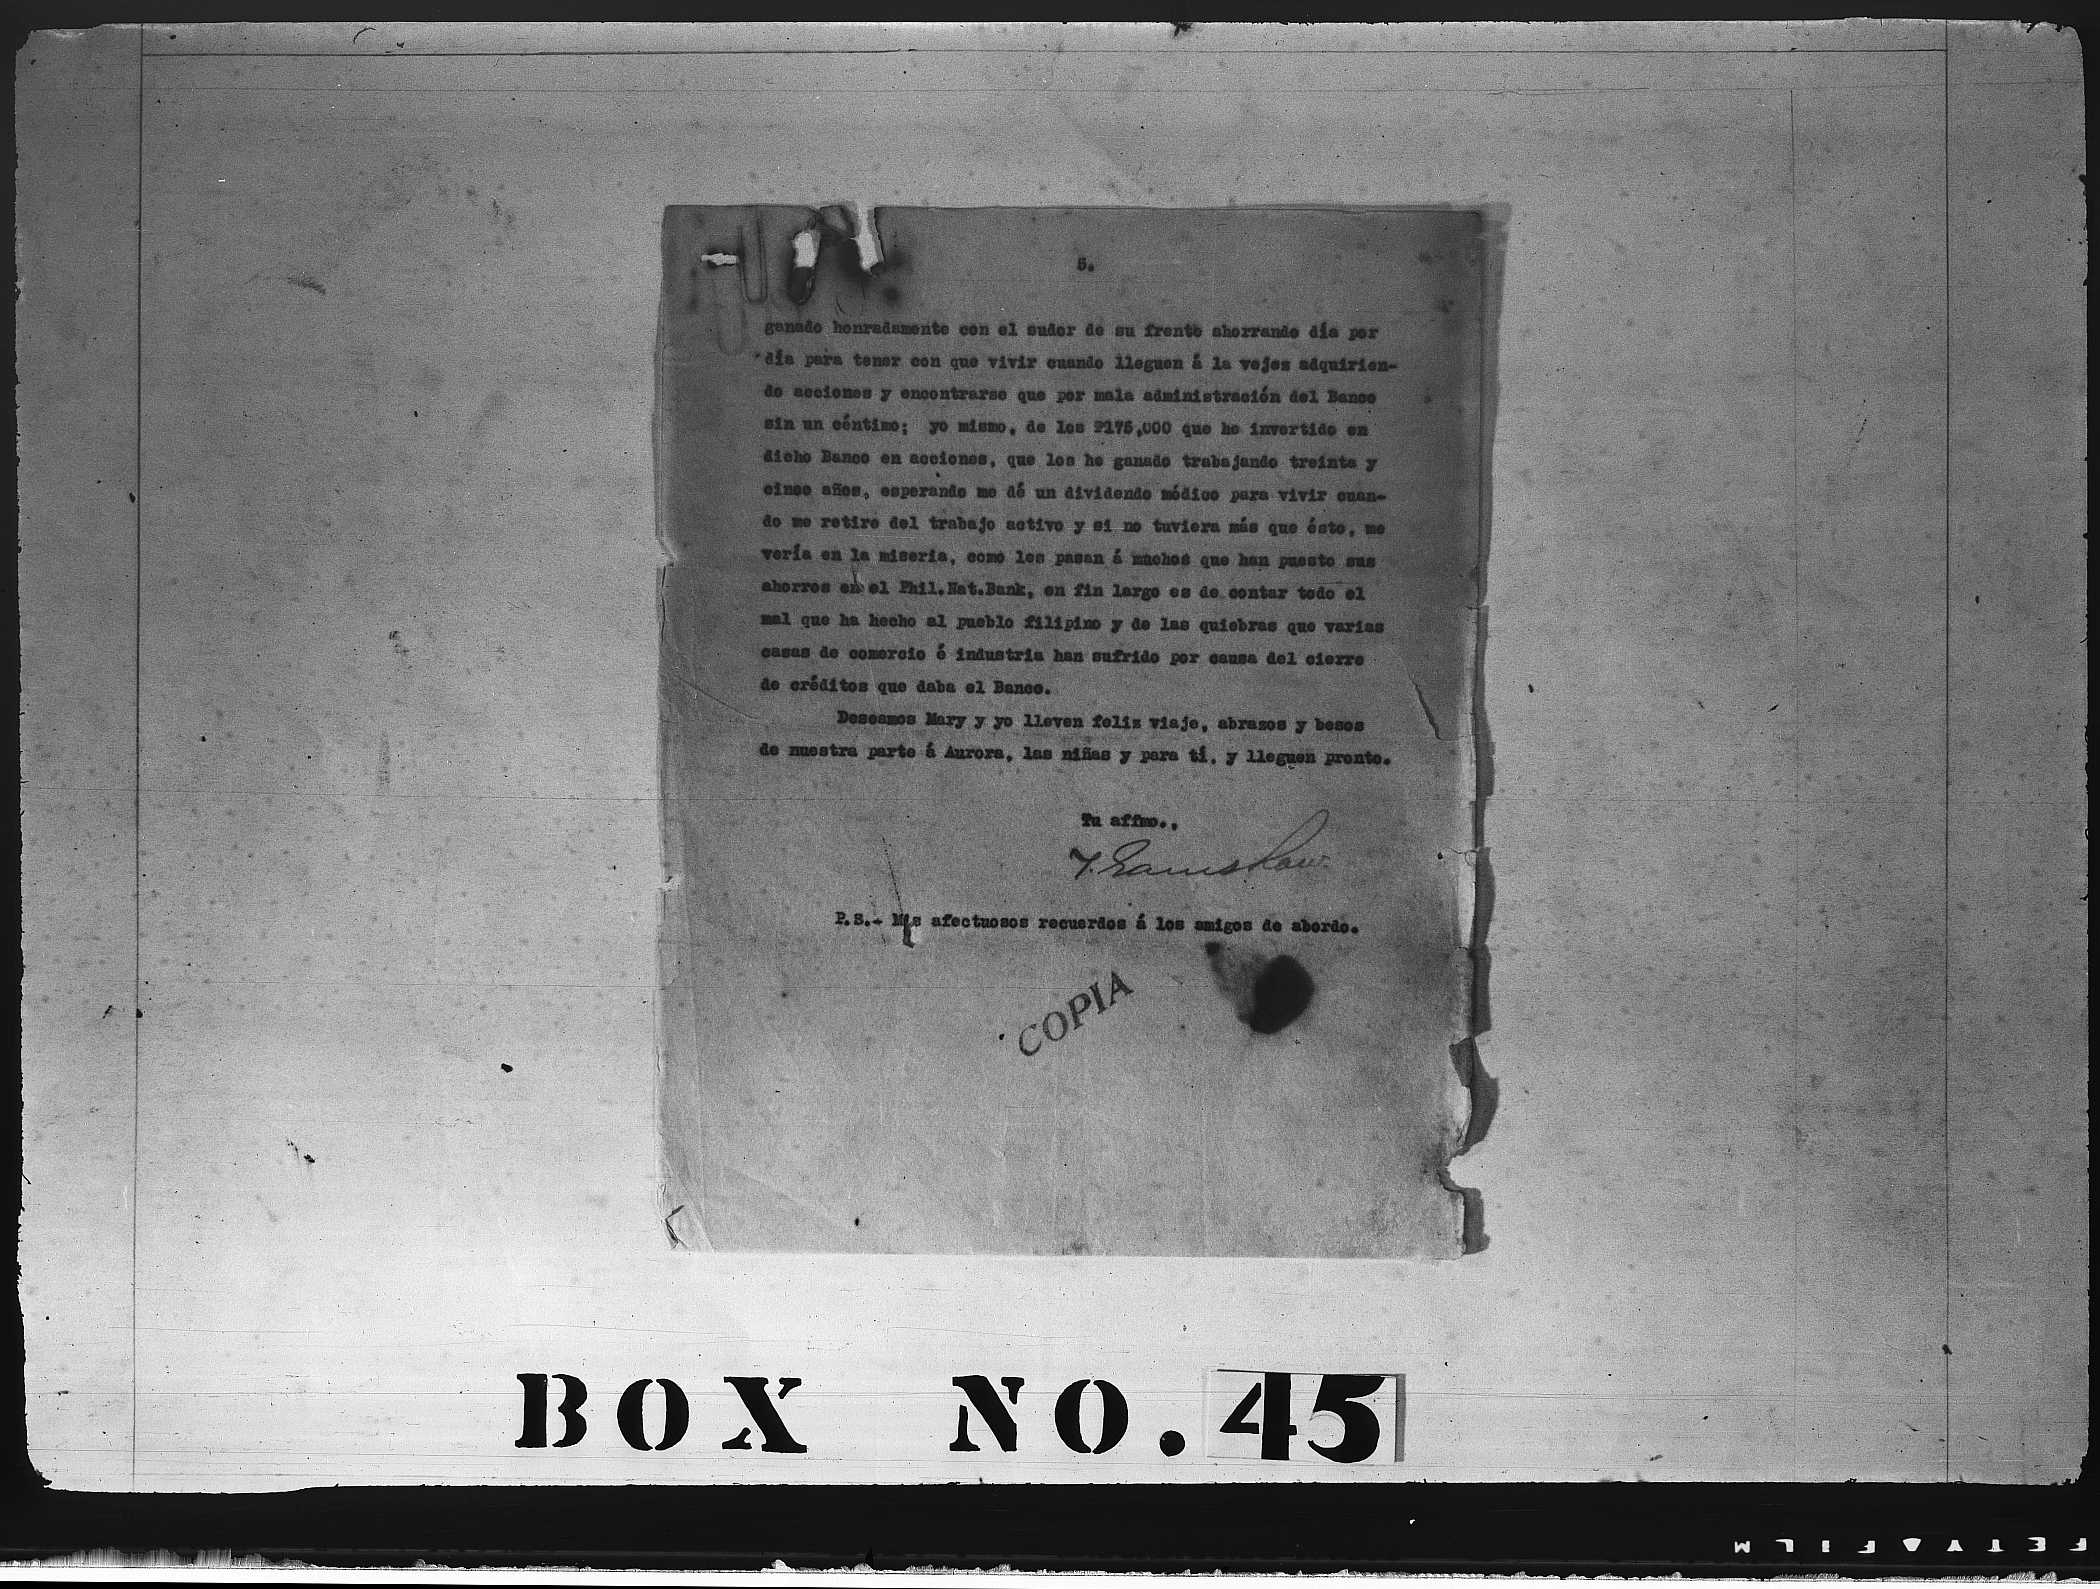 5.
ganado honradamente con el sudor de su frente ahorrando día por
día para tener con que vivir cuando lleguen á la vejes adquirien-
do acciones y encontrarse que por mala administración del Banco
sin un céntimo; yo mismo, de los ₱175,000 que he invertido en
dicho Banco en acciones, que los he ganado trabajando treinta y
cinco años, esperando me dé un dividendo módico para vivir cuan-
do me retire del trabajo activo y si no tuviera más que ésto, me
vería en la miseria, como les pasan á muchos que han puesto sus
ahorros en el Phil.Nat.Bank, en fin largo es de contar todo el
mal que ha hecho al pueblo filipino y de las quiebras que varias
casas de comercio é industria han sufrido por causa del cierre
de créditos que daba el Banco.
Deseamos Mary y yo lleven feliz viaje, abrazos y besos
de nuestra parte á Aurora, las niñas y para tí, y lleguen pronto.
Tu affmo.,
P.S.- Mis afectuosos recuerdos á los amigos de abordo.
COPIA
BOX NO. 45